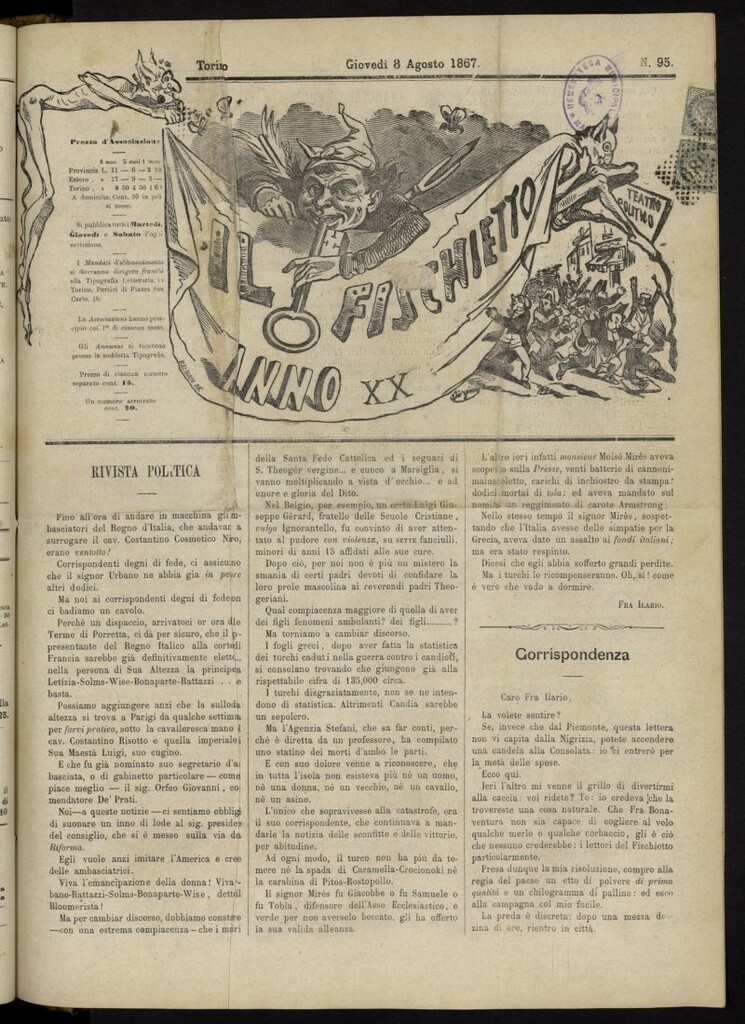 Torino
Giovedì 8 Agosto 1867.
N. 95.
Prezzo d'Associazione
6 mesi 3 mesi 1 mese
Provincia L. 11 — 6 — 2
Estero . » 17 — 9 — 3 —
Torino . » 8 50 4 50 1 6
A domicilio, Cent. 50 in più
al mese.
Si pubblica tutti i Martedì,
Giovedì e Sabato d'ogni
settimana.
I Mandati d'abbuonamento
si dovranno dirigere franchi
alla Tipografia Letteraria, in
Torino, Portici di Piazza San
Carlo, 10.
Le Associazioni hanno principio
col 1° di ciascun mese.
Gli Annunzi si ricevono
presso la suddetta Tipografia.
Prezzo di ciascun numero
separato cent. 15.
Un numero arretrato
cent. 20.
IL FISCHIETTO
ANNO XX
TEATRO
POLITICO
RIVISTA POLITICA
Fino all'ora di andare in macchina gli
basciatori del Regno d'Italia, che andavan a
surrogare il cav. Costantino Cosmetico Nero,
erano ventotto!
Corrispondenti degni di fede, ci assicurano
che il signor Urbano ne abbia già in petto
altri dodici.
Ma noi ai corrispondenti degni di fede non
ci badiamo un cavolo.
Perchè un dispaccio, arrivatoci or ora dalle
Terme di Porretta, ci dà per sicuro, che il
presentante del Regno Italico alla corte di
Francia sarebbe già definitivamente eletto...
nella persona di Sua Altezza la principessa
Letizia-Solms-Wise-Bonaparte-Rattazzi . . e
basta.
Possiamo aggiungere anzi che la sullodata
altezza si trova a Parigi da qualche settimana
per farvi pratica, sotto la cavalleresca mano del
cav. Costantino Risotto e quella imperiale di
Sua Maestà Luigi, suo cugino.
E che fu già nominato suo segretario d'ambasciata,
o di gabinetto particolare — come
piace meglio — il sig. Orfeo Giovanni, commendatore
De' Prati.
Noi—a queste notizie — ci sentiamo obbligati
di suonare un inno di lode al sig. presidente
del consiglio, che si è messo sulla via delle
Riforma.
Egli vuole anzi imitare l'America e creare
delle ambasciatrici.
Viva l'emancipazione della donna! Viva
bano-Rattazzi-Solms-Bonaparte-Wise, detto il
Bloomerista!
Ma per cambiar discorso, dobbiamo constatare
—con una estrema compiacenza—che i mariti
della Santa Fede Cattolica ed i seguaci di
S. Theogér vergine... e cuoco a Marsiglia, si
vanno moltiplicando a vista d'occhio... e ad
onore e gloria del Dito.
Nel Belgio, per esempio, un certo Luigi Giuseppe
Gèrard, fratello delle Scuole Cristiane,
vulgo Ignorantello, fu convinto di aver attentato
al pudore con violenza, su SETTE fanciulli,
minori di anni 15 affidati alle sue cure.
Dopo ciò, per noi non è più un mistero la
smania di certi padri devoti di confidare la
loro prole mascolina ai reverendi padri Theogeriani.
Qual compiacenza maggiore di quella di aver
dei figli fenomeni ambulanti? dei figli.........?
Ma torniamo a cambiar discorso.
I fogli greci, dopo aver fatta la statistica
dei turchi caduti nella guerra contro i candioti,
si consolano trovando che giungono già alla
rispettabile cifra di 135,000 circa.
I turchi disgraziatamente, non se ne intendono
di statistica. Altrimenti Candia sarebbe
un sepolcro.
Ma l'Agenzia Stefani, che sa far conti, perchè
è diretta da un professore, ha compilato
uno statino dei morti d'ambo le parti.
E con suo dolore venne a riconoscere, che
in tutta l'isola non esisteva più nè un uomo,
nè una donna, nè un vecchio, nè un cavallo,
nè un asino.
L'unico che sopravivesse alla catastrofe, era
il suo corrispondente, che continuava a mandarle
la notizie delle sconfitte e delle vittorie,
per abitudine.
Ad ogni modo, il turco non ha più da temere
nè la spada di Caramella-Crocionoki nè
la carabina di Pitos-Rostopollo.
Il signor Mirès fu Giacobbe o fu Samuele o
fu Tobia, difensore dell'Asse Ecclesiastico, e
verde per non averselo beccato, gli ha offerto
la sua valida alleanza.
L'altro ieri infatti monsieur Moisè Mirès aveva
scoperto sulla Presse, venti batterie di cannoni-maiuscoletto,
carichi di inchiostro da stampa:
dodici mortai di tola: ed aveva mandato sul
un reggimento di carote Armstrong.
Nello stesso tempo il signor Mirès, sospettando
che l'Italia avesse delle simpatie per la
Grecia, aveva dato un assalto ai fondi italiani;
ma era stato respinto.
Dicesi che egli abbia sofferto grandi perdite.
Ma i turchi lo ricompenseranno. Oh, sì! come
è vero che vado a dormire.
FRA ILARIO.
Corrispondenza
Caro Fra Ilario,
La volete sentire?
Se, invece che dal Piemonte, questa lettera
non vi capita dalla Nigrizia, potete accendere
una candela alla Consolata: io ci entrerò per
la metà delle spese.
Ecco qui.
Ieri l'altro mi venne il grillo di divertirmi
alla caccia: voi ridete? To: io credeva che la
trovereste una cosa naturale. Che Fra Bonaventura
non sia capace di cogliere al volo
qualche merlo o qualche corbaccio, gli è ciò
che nessuno crederebbe: i lettori del Fischietto
particolarmente.
Presa dunque la mia risoluzione, compro alla
regia del paese un etto di polvere di prima
qualità e un chilogramma di palline: ed esco
alla campagna col mio fucile.
La preda è discreta: dopo una mezza dozina
di ore, rientro in città.